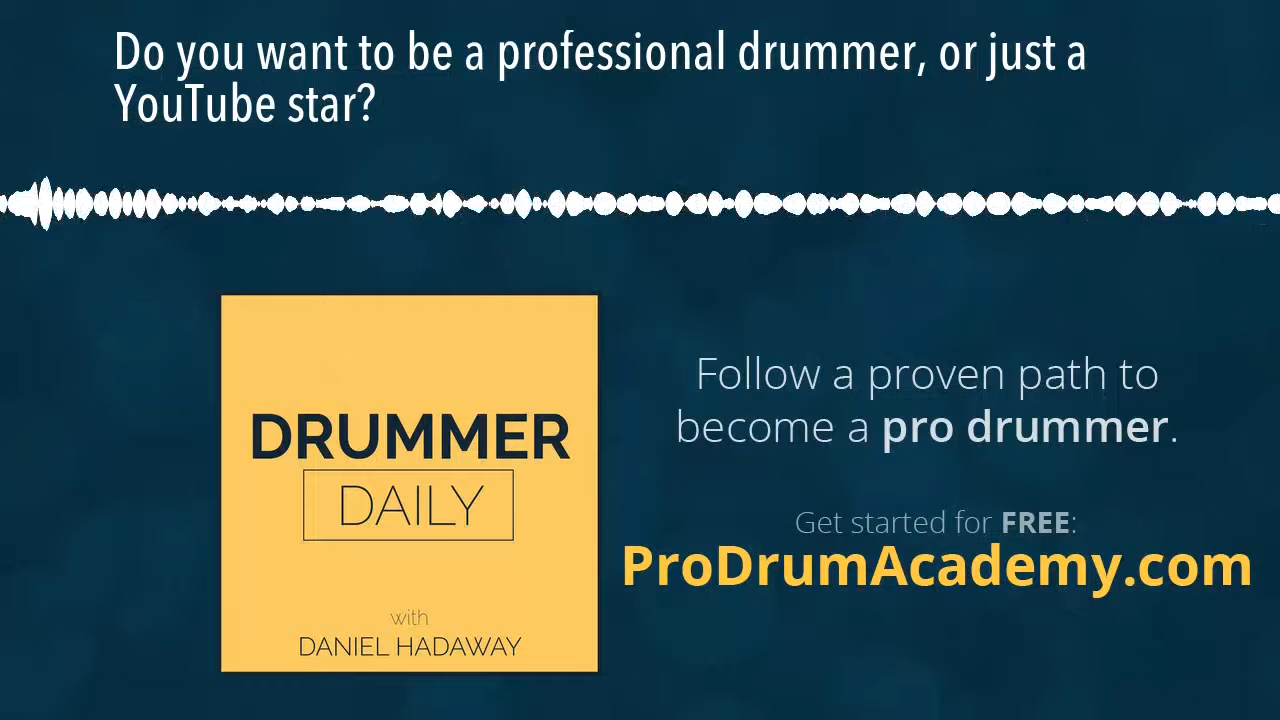 Do you want to be a professional drummer, or just a
YouTube star?
DRUMMER
DAILY
with
DANIEL HADAWAY
Follow a proven path to
become a pro drummer.
Get started for FREE:
ProDrumAcademy.com